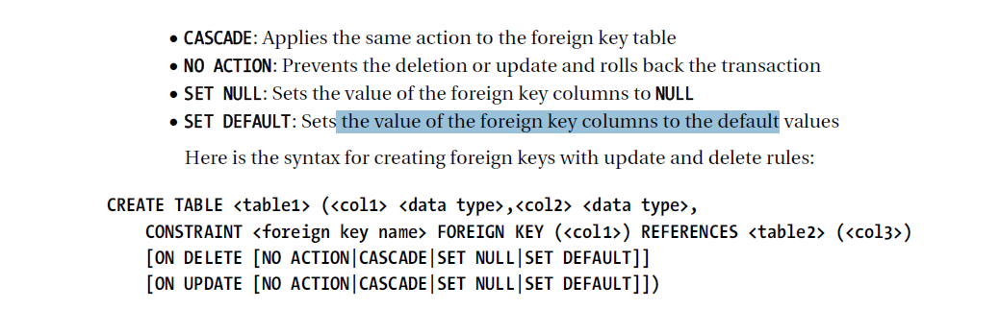 • CASCADE: Applies the same action to the foreign key table
• NO ACTION: Prevents the deletion or update and rolls back the transaction
• SET NULL: Sets the value of the foreign key columns to NULL
• SET DEFAULT: Sets the value of the foreign key columns to the default values
Here is the syntax for creating foreign keys with update and delete rules:
CREATE TABLE <table1> (<col1> <data type>,<col2> <data type>,
CONSTRAINT <foreign key name> FOREIGN KEY (<col1>) REFERENCES <table2> (<col3>)
[ON DELETE [NO ACTION|CASCADE|SET NULL|SET DEFAULT]]
[ON UPDATE [NO ACTION|CASCADE|SET NULL|SET DEFAULT]])